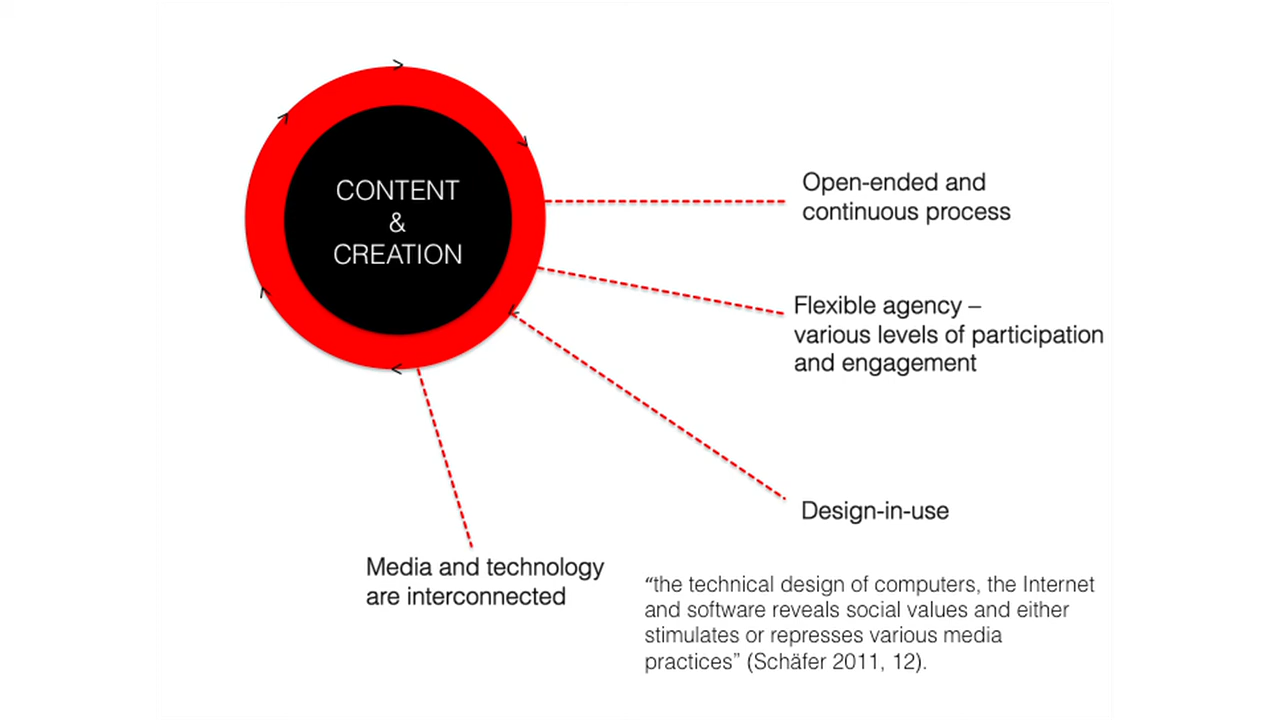 CONTENT
&
CREATION
Open-ended and
continuous process
Flexible agency –
various levels of participation
and engagement
Design-in-use
Media and technology
are interconnected
“the technical design of computers, the Internet
and software reveals social values and either
stimulates or represses various media
practices” (Schäfer 2011, 12).